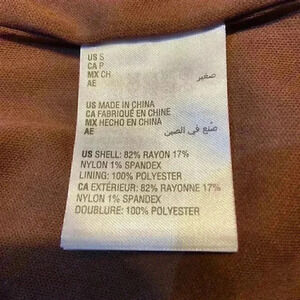 US S
CA P
MX CH
AE صغير
US MADE IN CHINA
CA FABRIQUÉ EN CHINE
MX HECHO EN CHINA
AE صُنع في الصين
US SHELL: 82% RAYON 17%
NYLON 1% SPANDEX
LINING: 100% POLYESTER
CA EXTÉRIEUR: 82% RAYONNE 17%
NYLON 1% SPANDEX
DOUBLURE: 100% POLYESTER